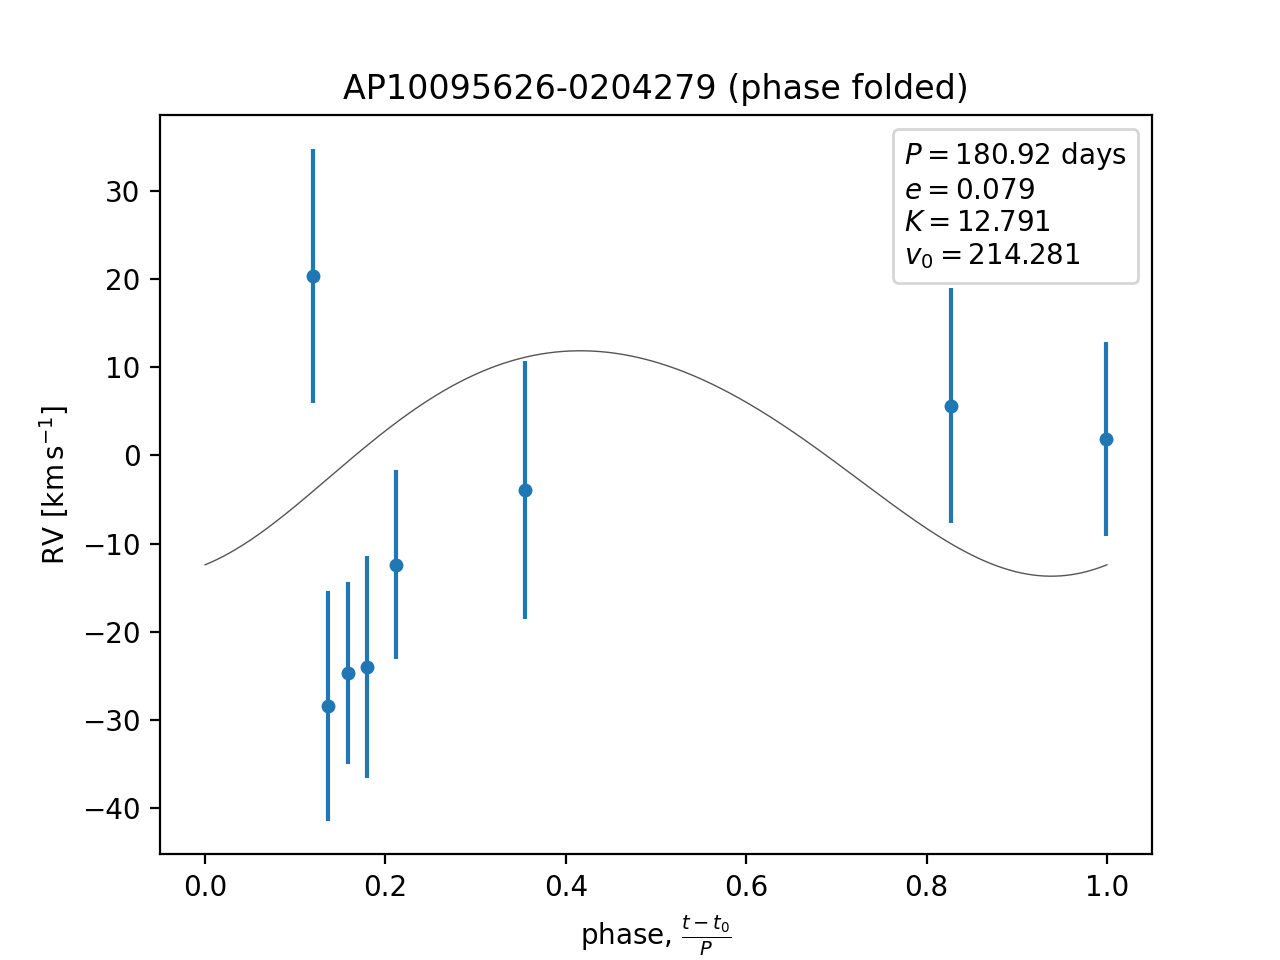 AP10095626-0204279 (phase folded)
P = 180.92 days
e = 0.079
K = 12.791
v₀ = 214.281
RV [km s⁻¹]
30
20
10
0
−10
−20
−30
−40
0.0 0.2 0.4 0.6 0.8 1.0
phase, (t − t₀)/P